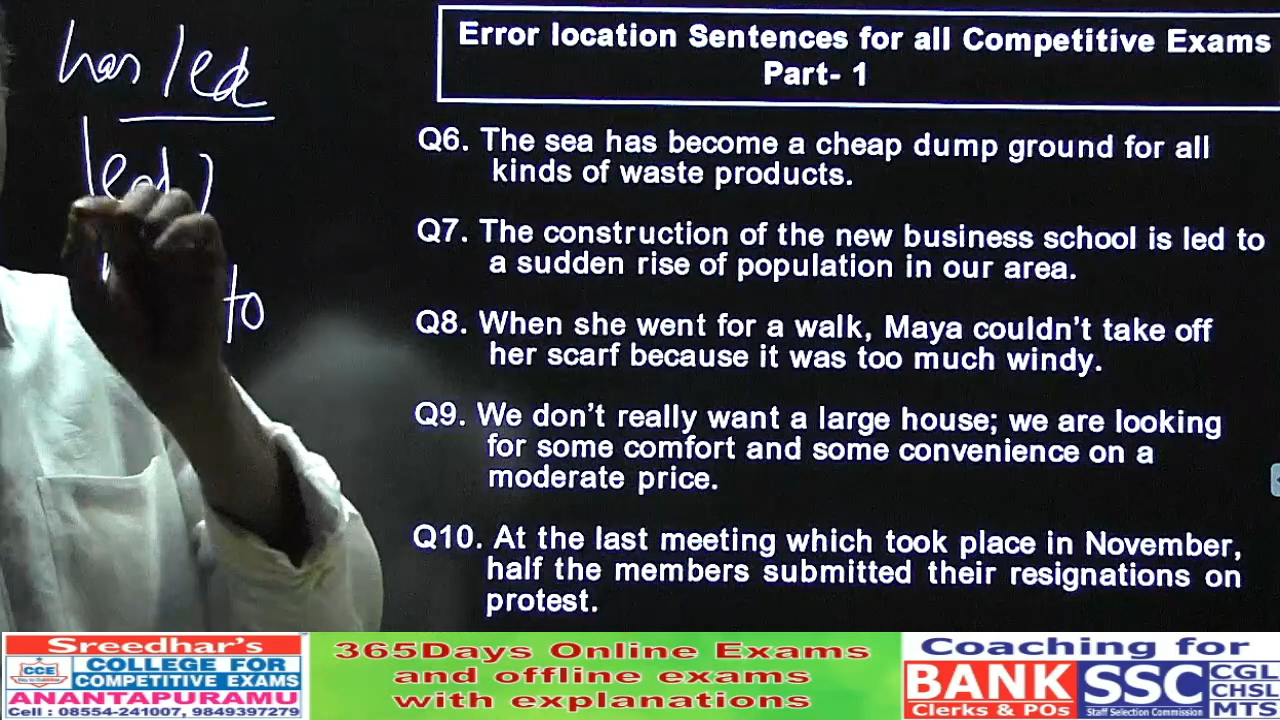 has led
led
to
Error location Sentences for all Competitive Exams
Part- 1
Q6. The sea has become a cheap dump ground for all
kinds of waste products.
Q7. The construction of the new business school is led to
a sudden rise of population in our area.
Q8. When she went for a walk, Maya couldn't take off
her scarf because it was too much windy.
Q9. We don't really want a large house; we are looking
for some comfort and some convenience on a
moderate price.
Q10. At the last meeting which took place in November,
half the members submitted their resignations on
protest.
Sreedhar's
CCE
COLLEGE FOR
COMPETITIVE EXAMS
ANANTAPURAMU
Cell : 08554-241007, 9849397279
365Days Online Exams
and offline exams
with explanations
Coaching for
BANK
Clerks & POs
SSC
Staff Selection Commission
CGL
CHSL
MTS